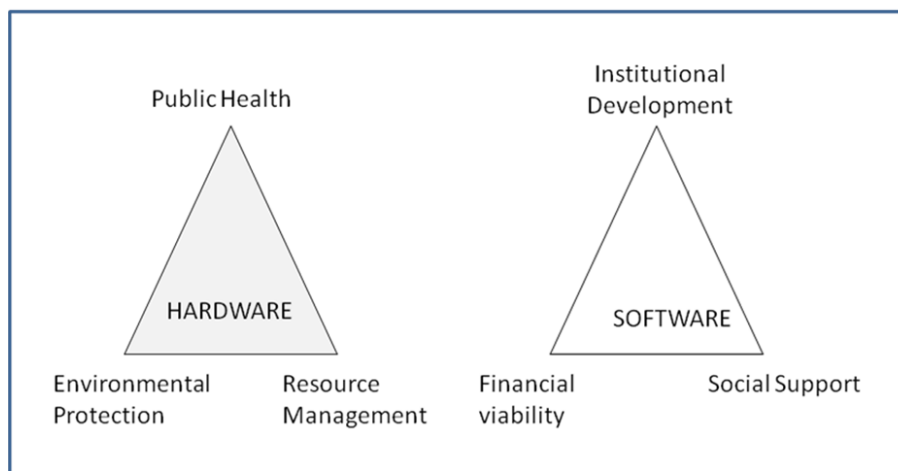 Public Health
HARDWARE
Environmental
Protection
Resource
Management
Institutional
Development
SOFTWARE
Financial
viability
Social Support